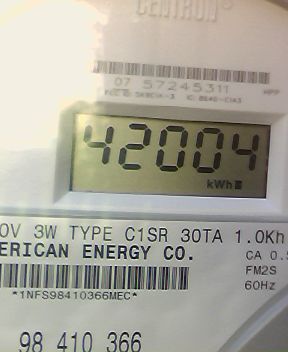 CENTRON®
07 57245311
42004
kWh
0V 3W TYPE C1SR 30TA 1.0Kh
ERICAN ENERGY CO.
CA 0.5
FM2S
*1NFS98410366MEC*
60Hz
98 410 366